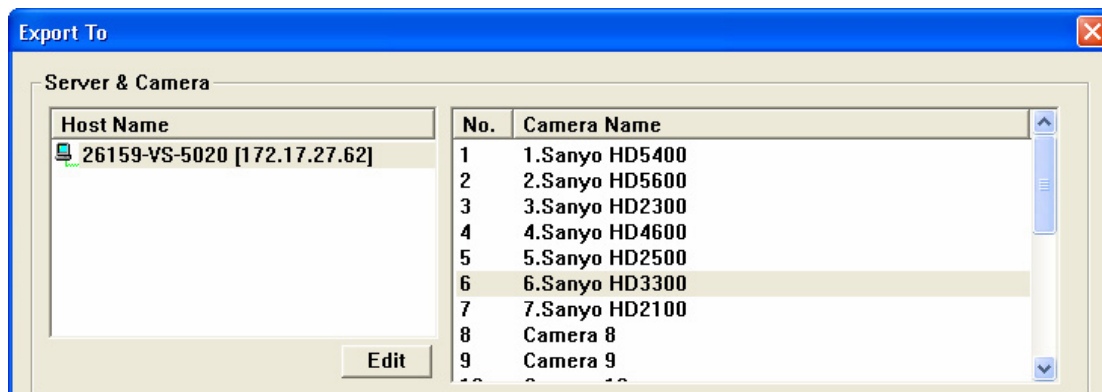 Export To
Server & Camera
Host Name
26159-VS-5020 [172.17.27.62]
Edit
No. Camera Name
1 1.Sanyo HD5400
2 2.Sanyo HD5600
3 3.Sanyo HD2300
4 4.Sanyo HD4600
5 5.Sanyo HD2500
6 6.Sanyo HD3300
7 7.Sanyo HD2100
8 Camera 8
9 Camera 9